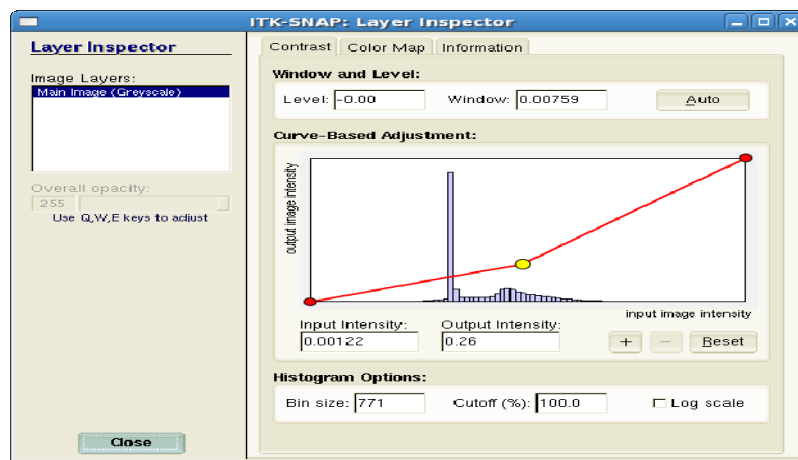 ITK-SNAP: Layer Inspector
Layer Inspector
Image Layers:
Main Image (Greyscale)
Overall opacity:
255
Use Q,W,E keys to adjust
Close
Contrast Color Map Information
Window and Level:
Level: -0.00 Window: 0.00759 Auto
Curve-Based Adjustment:
output image intensity
input image intensity
Input Intensity: Output Intensity:
0.00122 0.26 + - Reset
Histogram Options:
Bin size: 771 Cutoff (%): 100.0 Log scale